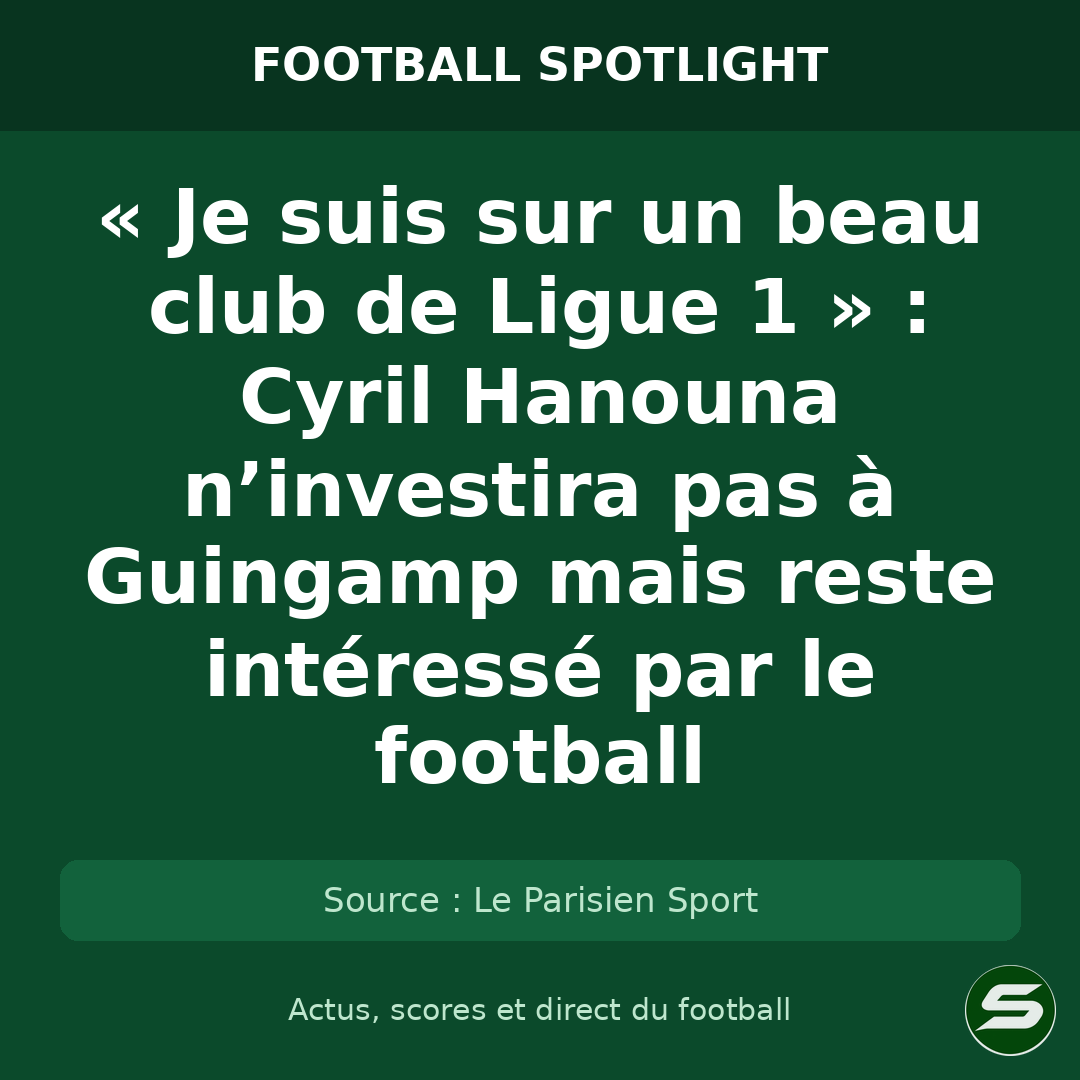 FOOTBALL SPOTLIGHT
« Je suis sur un beau
club de Ligue 1 » :
Cyril Hanouna
n’investira pas à
Guingamp mais reste
intéressé par le
football
Source : Le Parisien Sport
Actus, scores et direct du football
S